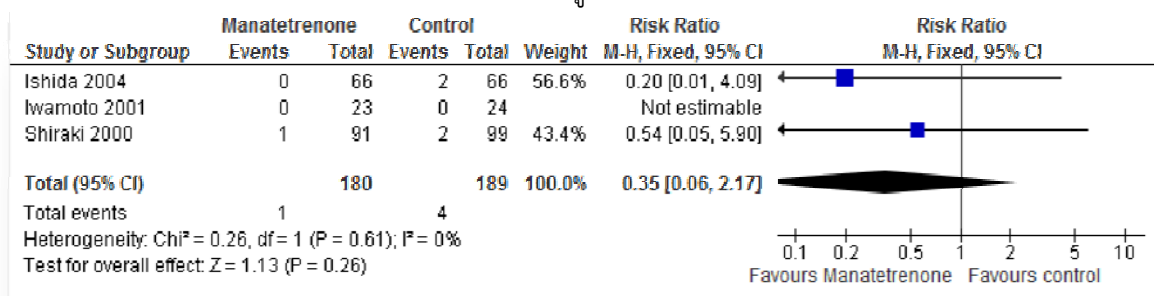 Manatetrenone Control Risk Ratio Risk Ratio
Study or Subgroup Events Total Events Total Weight M-H, Fixed, 95% CI M-H, Fixed, 95% CI
Ishida 2004 0 66 2 66 56.6% 0.20 [0.01, 4.09]
Iwamoto 2001 0 23 0 24 Not estimable
Shiraki 2000 1 91 2 99 43.4% 0.54 [0.05, 5.90]
Total (95% CI) 180 189 100.0% 0.35 [0.06, 2.17]
Total events 1 4
Heterogeneity: Chi² = 0.26, df = 1 (P = 0.61); I² = 0%
Test for overall effect: Z = 1.13 (P = 0.26)
0.1 0.2 0.5 1 2 5 10
Favours Manatetrenone Favours control